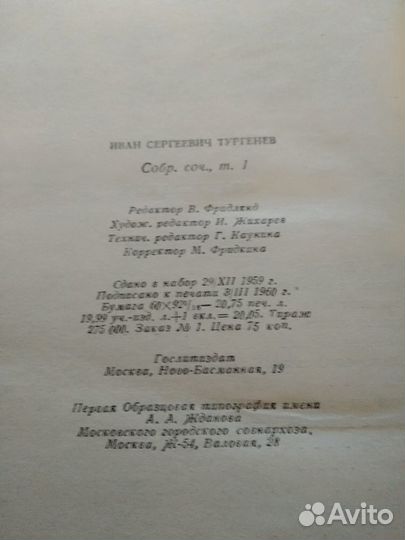 ИВАН СЕРГЕЕВИЧ ТУРГЕНЕВ
Собр. соч., т. 1
Редактор В. Фридлянд
Худож. редактор И. Жихарев
Технич. редактор Г. Каунина
Корректор М. Фридкина
Сдано в набор 29/XII 1959 г.
Подписано к печати 3/III 1960 г.
Бумага 60×92¹/₁₆ — 20,75 печ. л.
19,99 уч.-изд. л.+1 вкл.= 20,05. Тираж
275 000. Заказ № 1. Цена 75 коп.
Гослитиздат
Москва, Ново-Басманная, 19
Первая Образцовая типография имени
А. А. Жданова
Московского городского совнархоза.
Москва, Ж-54, Валовая, 28
Avito